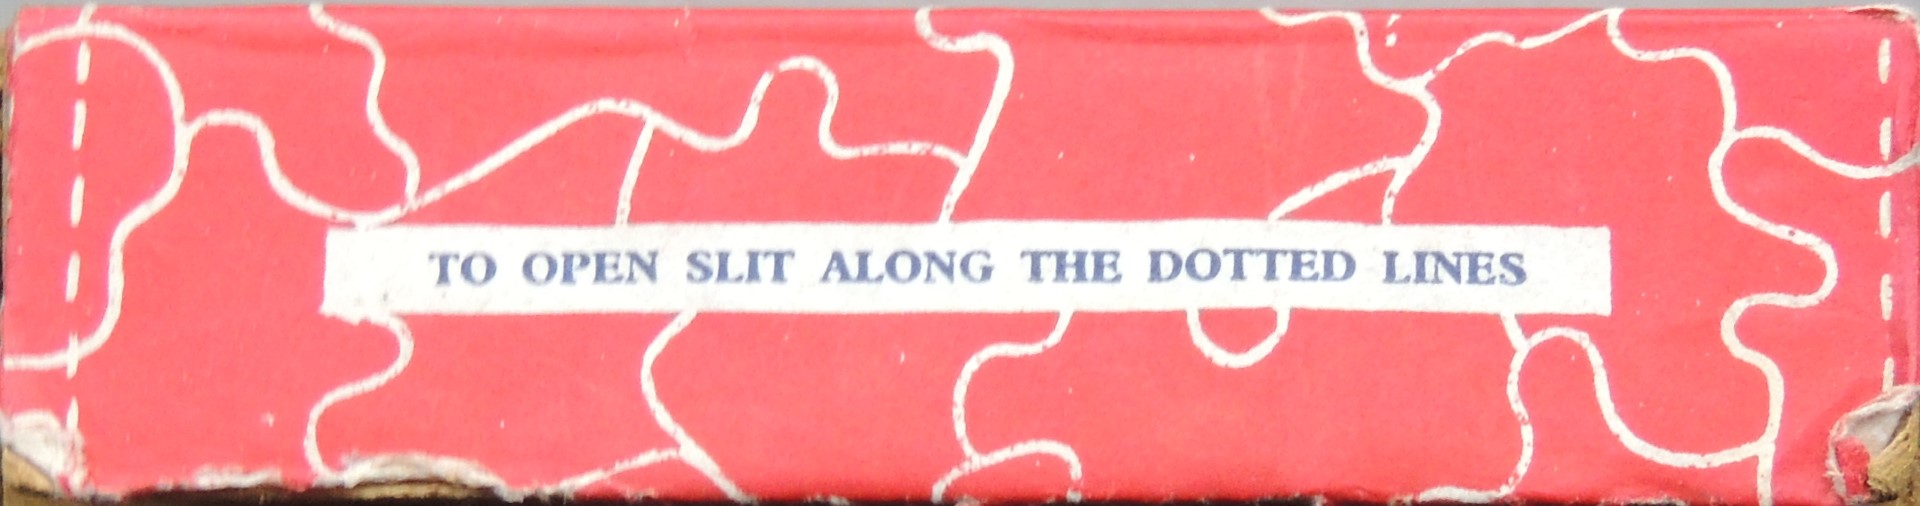 TO OPEN SLIT ALONG THE DOTTED LINES